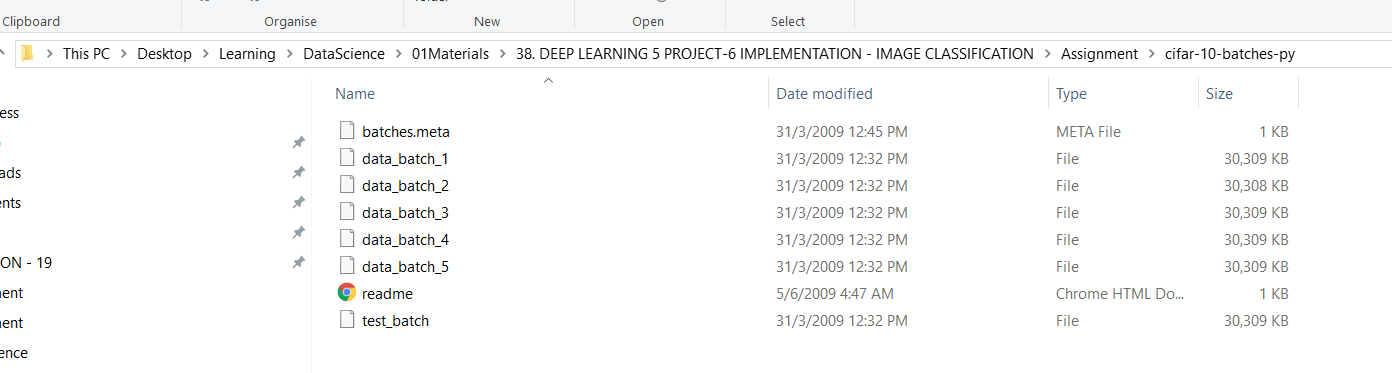 Clipboard Organise New Open Select
This PC > Desktop > Learning > DataScience > 01Materials > 38. DEEP LEARNING 5 PROJECT-6 IMPLEMENTATION - IMAGE CLASSIFICATION > Assignment > cifar-10-batches-py
Name Date modified Type Size
ess
batches.meta 31/3/2009 12:45 PM META File 1 KB
data_batch_1 31/3/2009 12:32 PM File 30,309 KB
ads
data_batch_2 31/3/2009 12:32 PM File 30,308 KB
ents
data_batch_3 31/3/2009 12:32 PM File 30,309 KB
data_batch_4 31/3/2009 12:32 PM File 30,309 KB
ON - 19
data_batch_5 31/3/2009 12:32 PM File 30,309 KB
nent
readme 5/6/2009 4:47 AM Chrome HTML Do... 1 KB
nent
test_batch 31/3/2009 12:32 PM File 30,309 KB
ence